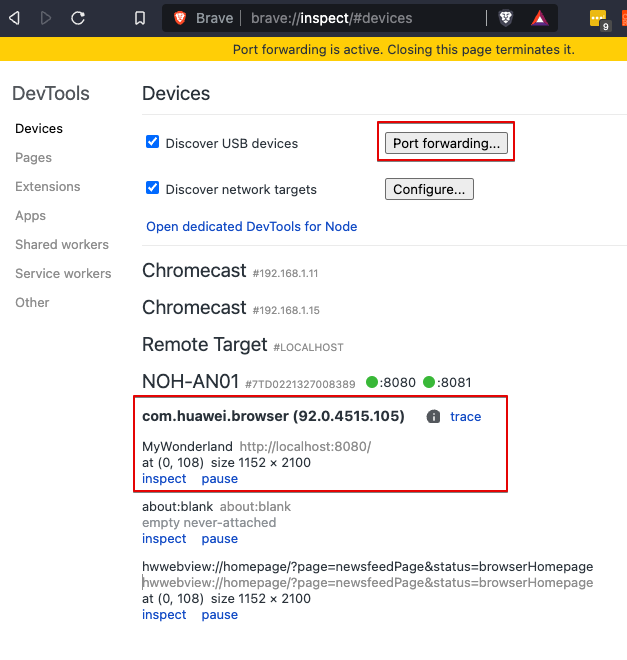 Brave brave://inspect/#devices
9
Port forwarding is active. Closing this page terminates it.
DevTools
Devices
Pages
Extensions
Apps
Shared workers
Service workers
Other
Devices
Discover USB devices Port forwarding...
Discover network targets Configure...
Open dedicated DevTools for Node
Chromecast #192.168.1.11
Chromecast #192.168.1.15
Remote Target #LOCALHOST
NOH-AN01 #7TD0221327008389 :8080 :8081
com.huawei.browser (92.0.4515.105) trace
MyWonderland http://localhost:8080/
at (0, 108) size 1152 × 2100
inspect pause
about:blank about:blank
empty never-attached
inspect pause
hwwebview://homepage/?page=newsfeedPage&status=browserHomepage
hwwebview://homepage/?page=newsfeedPage&status=browserHomepage
at (0, 108) size 1152 × 2100
inspect pause